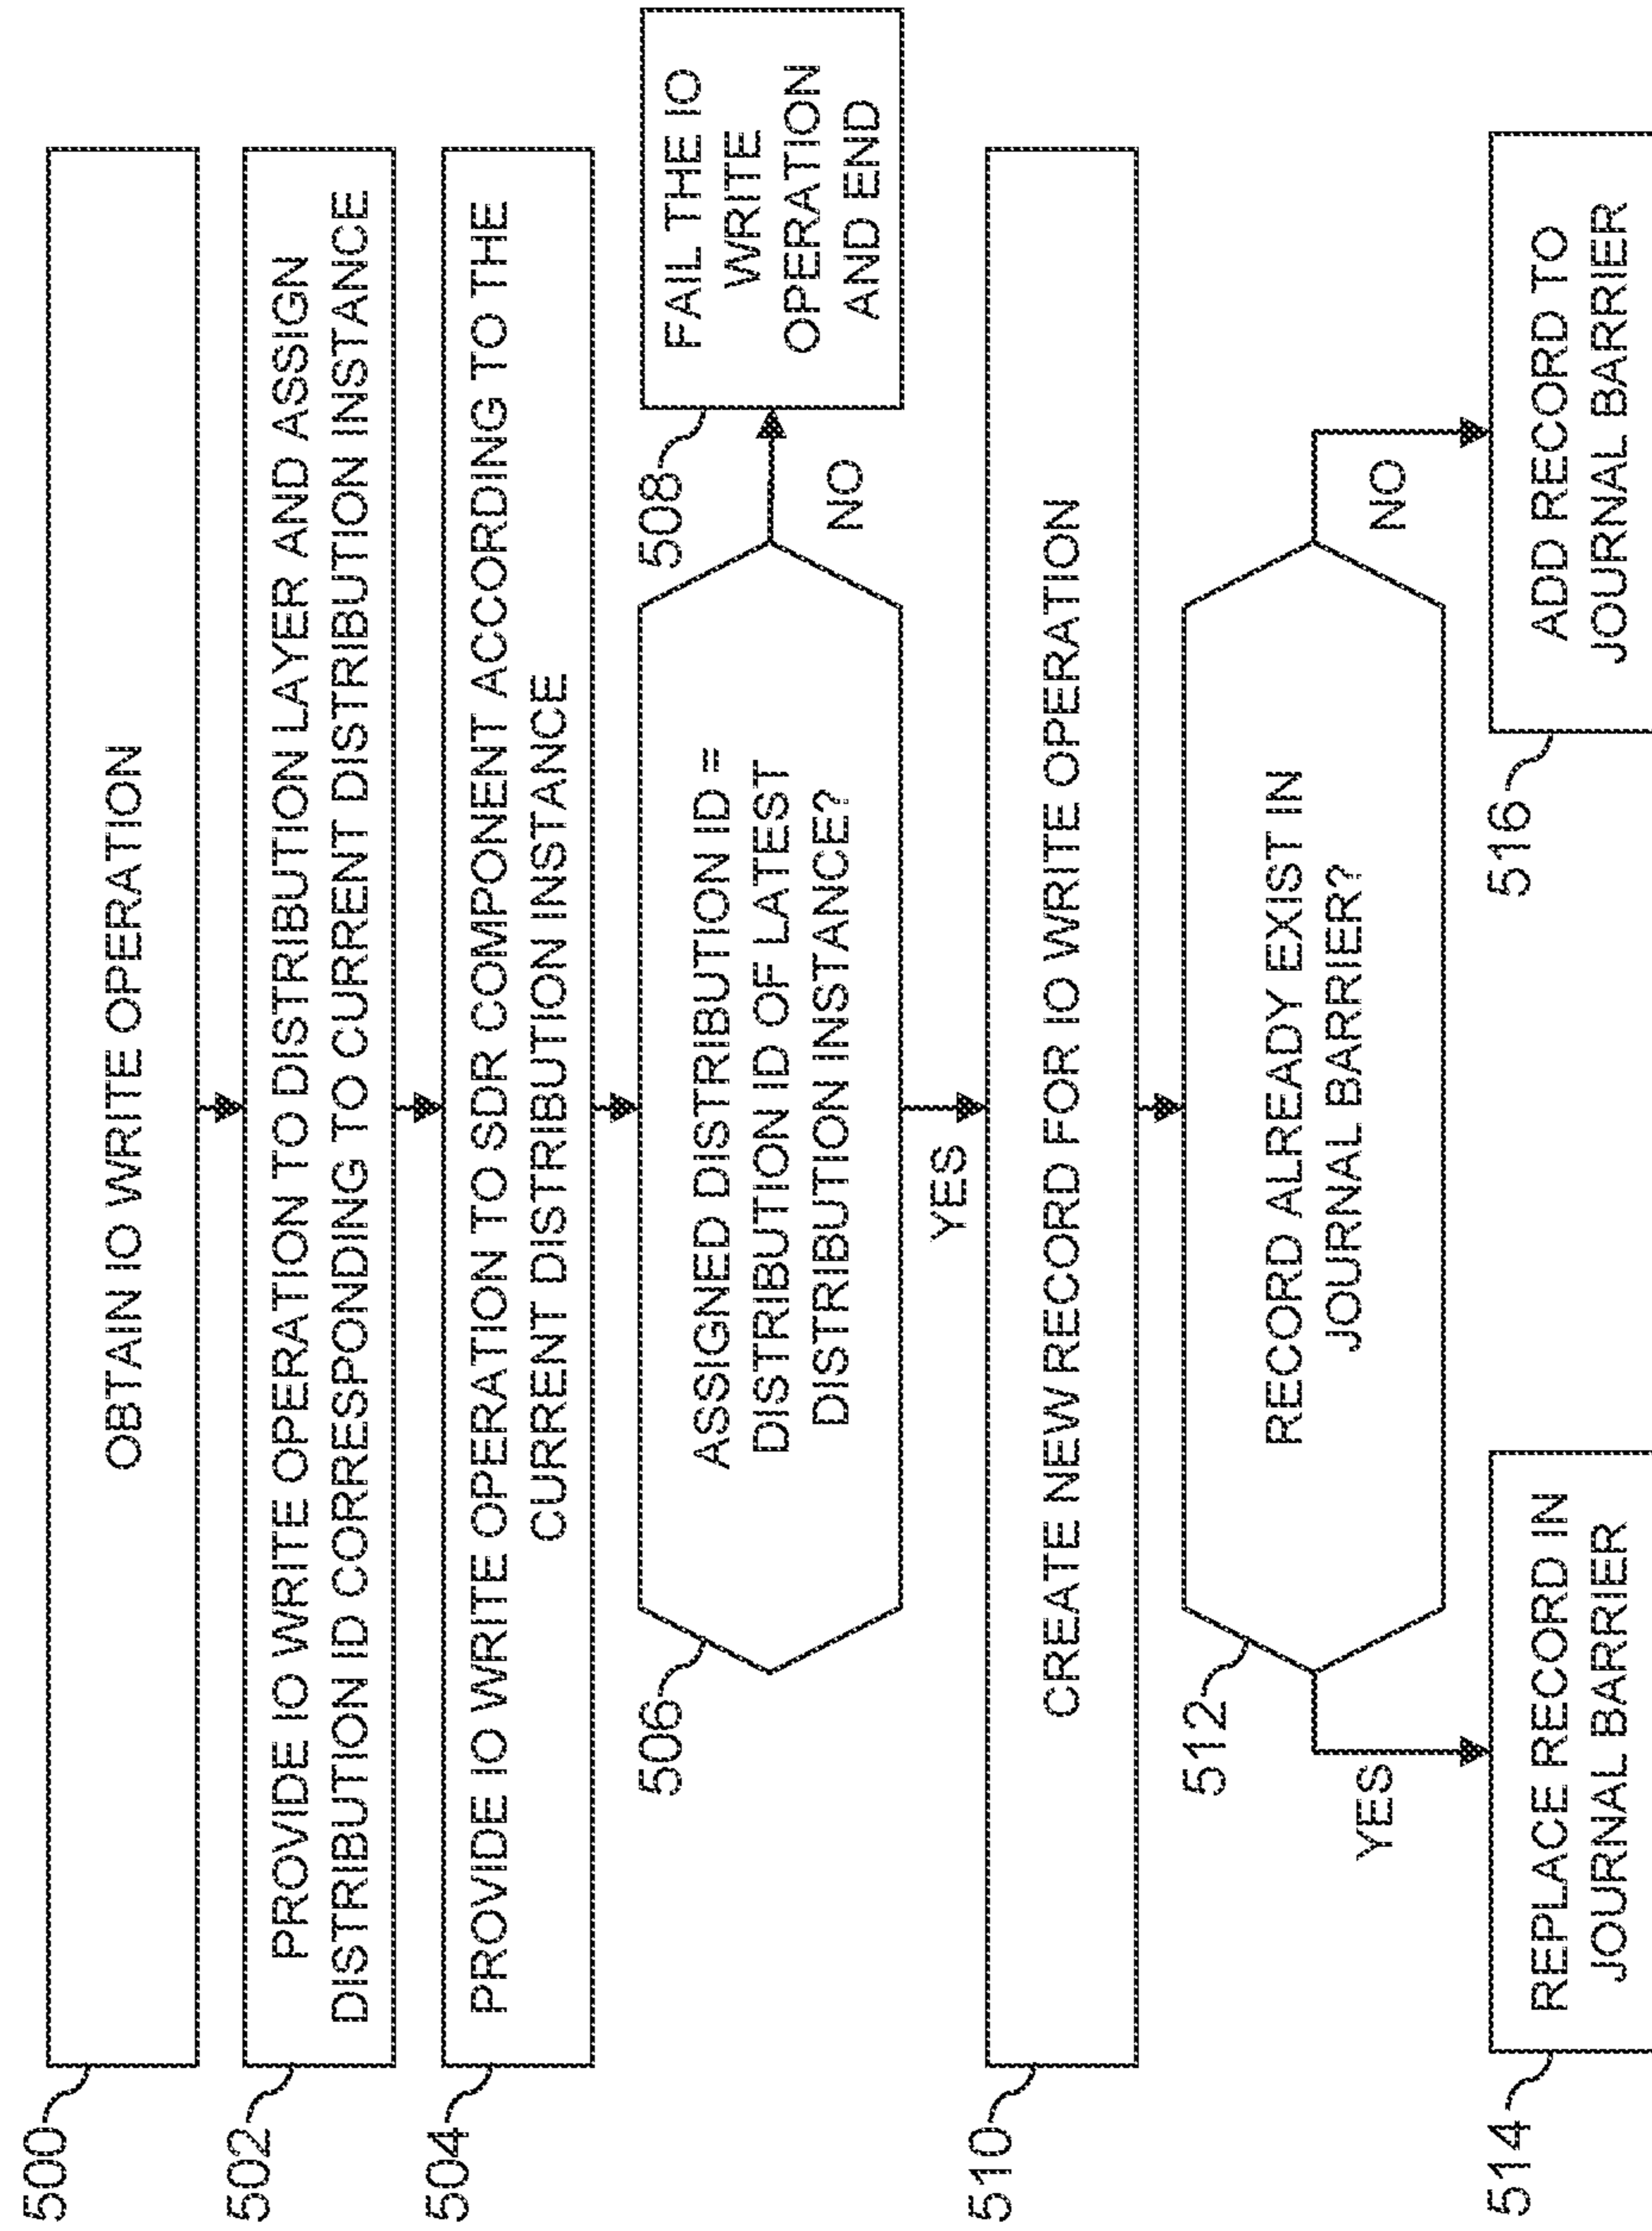 500
OBTAIN IO WRITE OPERATION
502
PROVIDE IO WRITE OPERATION TO DISTRIBUTION LAYER AND ASSIGN
DISTRIBUTION ID CORRESPONDING TO CURRENT DISTRIBUTION INSTANCE
504
PROVIDE IO WRITE OPERATION TO SDR COMPONENT ACCORDING TO THE
CURRENT DISTRIBUTION INSTANCE
506
ASSIGNED DISTRIBUTION ID =
DISTRIBUTION ID OF LATEST
DISTRIBUTION INSTANCE?
NO
508
FAIL THE IO
WRITE
OPERATION
AND END
YES
510
CREATE NEW RECORD FOR IO WRITE OPERATION
512
RECORD ALREADY EXIST IN
JOURNAL BARRIER?
YES
NO
514
REPLACE RECORD IN
JOURNAL BARRIER
516
ADD RECORD TO
JOURNAL BARRIER